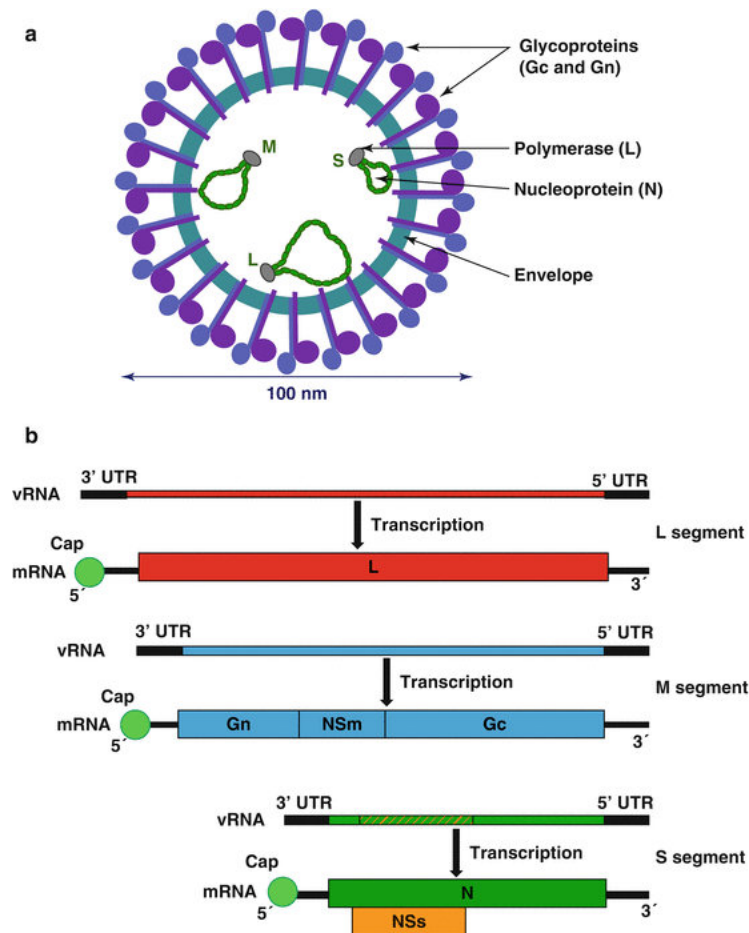 a
Glycoproteins
(Gc and Gn)
M
S
Polymerase (L)
Nucleoprotein (N)
L
Envelope
100 nm
b
3’ UTR 5’ UTR
vRNA
Transcription
L segment
Cap
mRNA L
5´ 3´
3’ UTR 5’ UTR
vRNA
Transcription
M segment
Cap
mRNA Gn NSm Gc
5´ 3´
3’ UTR 5’ UTR
vRNA
Transcription
S segment
Cap
mRNA N
5´ 3´
NSs